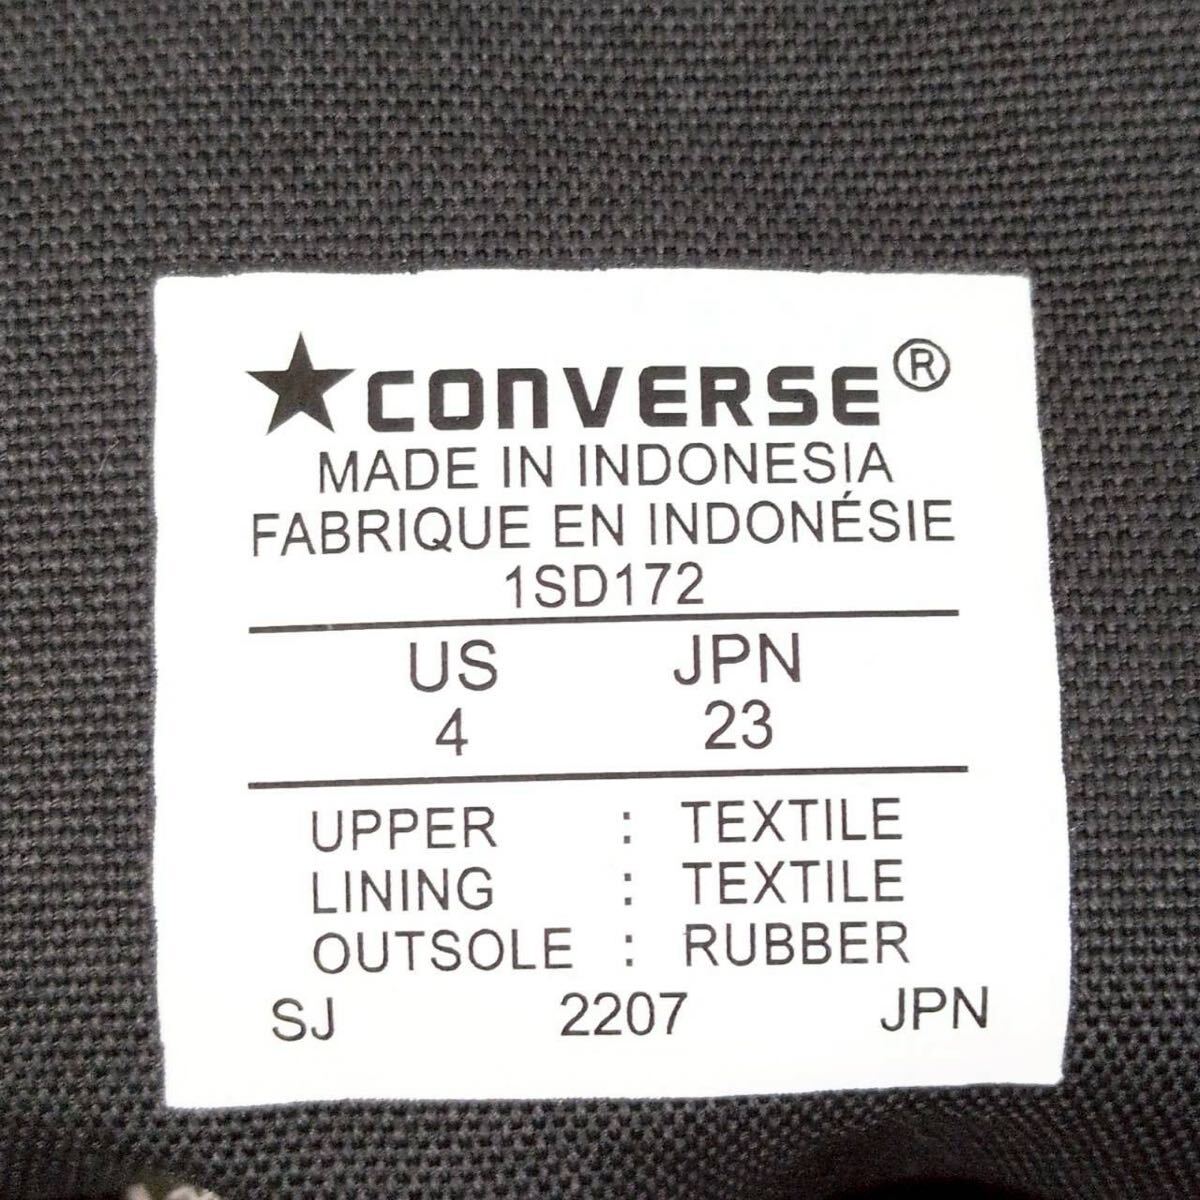 ★CONVERSE®
MADE IN INDONESIA
FABRIQUE EN INDONÉSIE
1SD172
US JPN
4 23
UPPER : TEXTILE
LINING : TEXTILE
OUTSOLE : RUBBER
SJ 2207 JPN